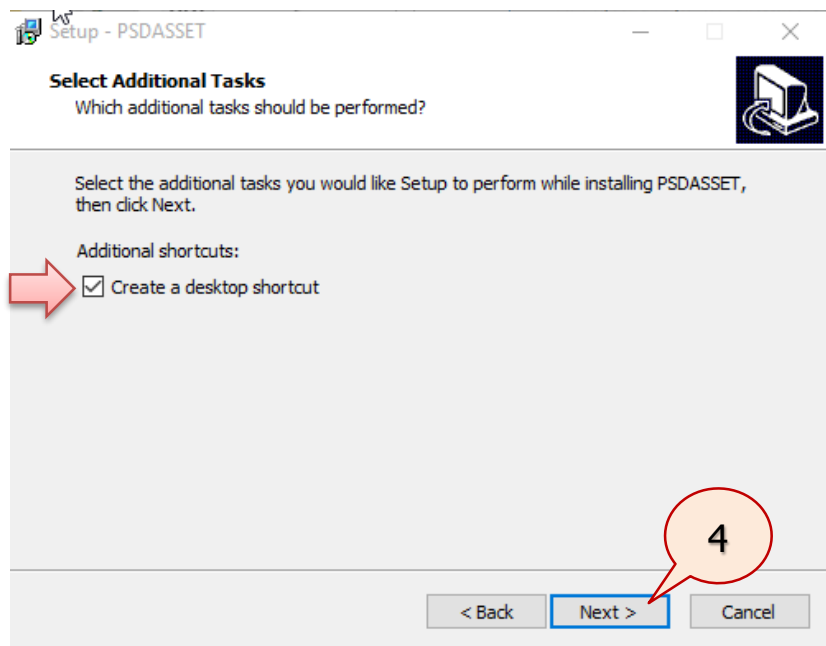 Setup - PSDASSET
Select Additional Tasks
Which additional tasks should be performed?
Select the additional tasks you would like Setup to perform while installing PSDASSET,
then click Next.
Additional shortcuts:
Create a desktop shortcut
4
< Back Next > Cancel